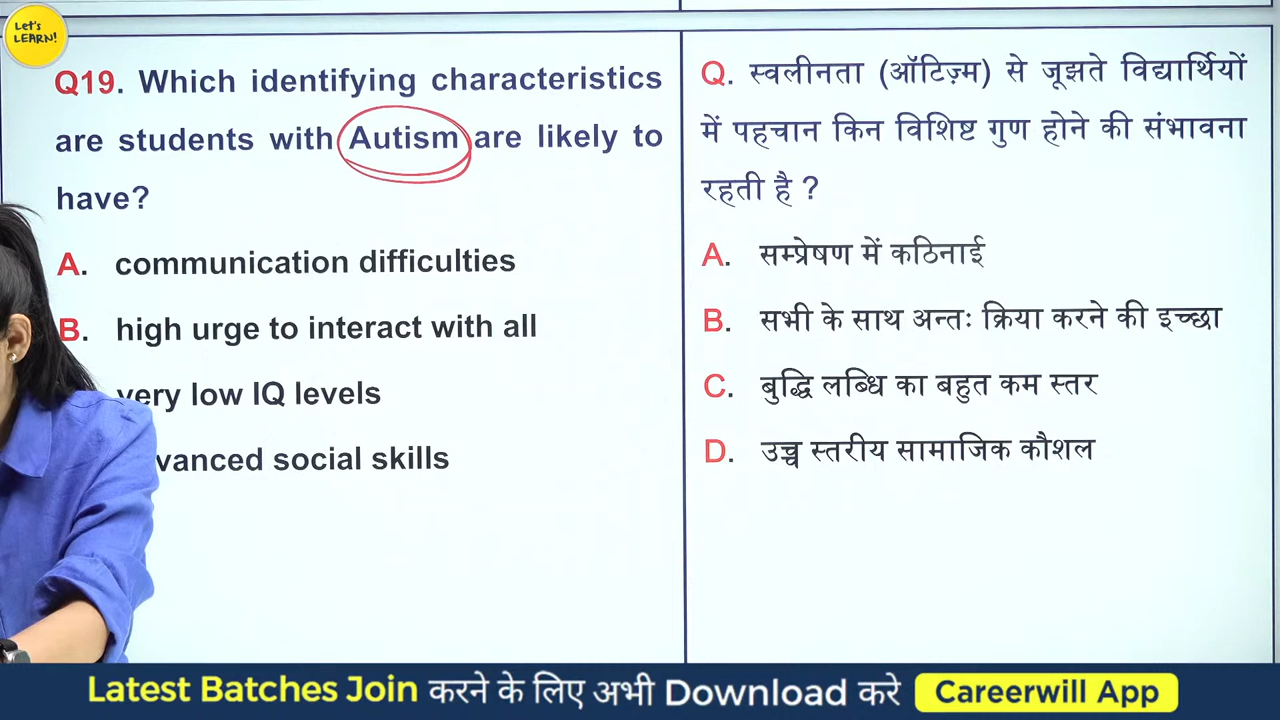 Let's
LEARN!
Q19. Which identifying characteristics
are students with Autism are likely to
have?
A. communication difficulties
B. high urge to interact with all
very low IQ levels
social skills
Q. स्वलीनता (ऑटिज़्म) से जूझते विद्यार्थियों
में पहचान किन विशिष्ट गुण होने की संभावना
रहती है ?
A. सम्प्रेषण में कठिनाई
B. सभी के साथ अन्तः क्रिया करने की इच्छा
C. बुद्धि लब्धि का बहुत कम स्तर
D. उच्च स्तरीय सामाजिक कौशल
Latest Batches Join करने के लिए अभी Download करे Careerwill App